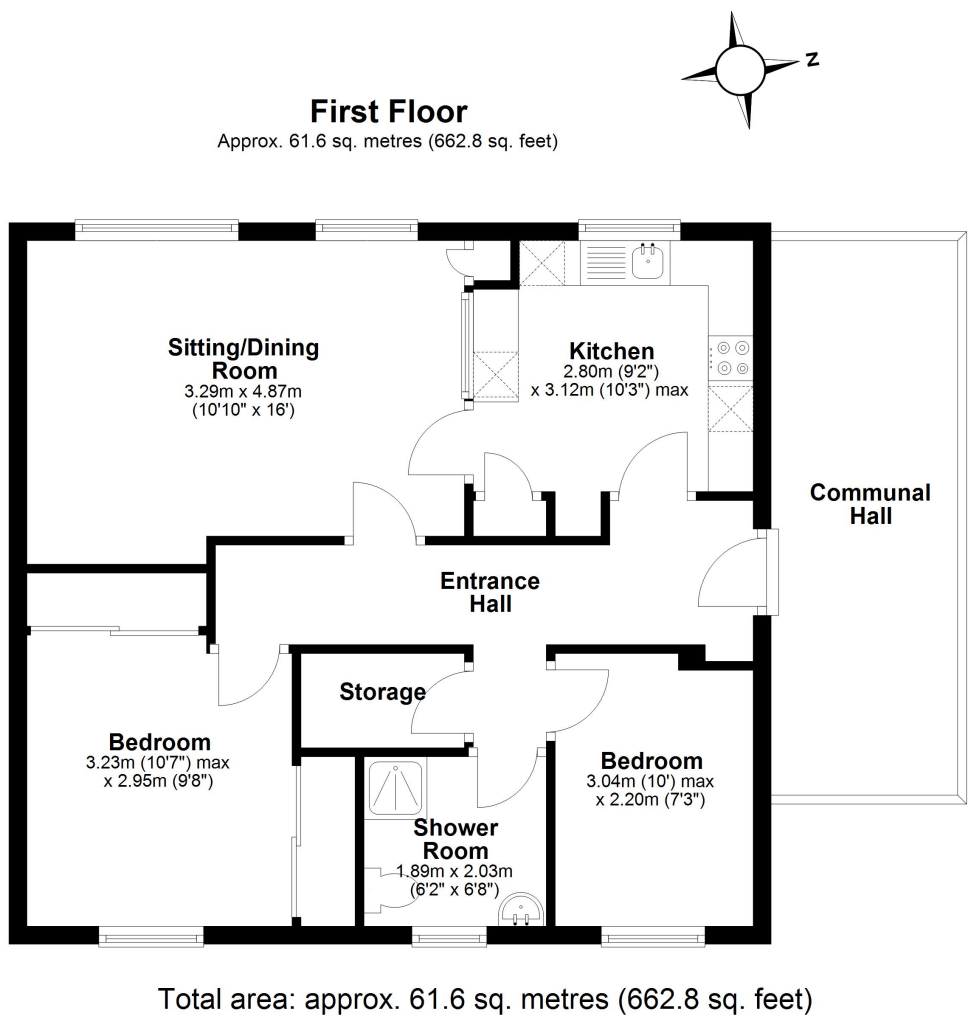 N
First Floor
Approx. 61.6 sq. metres (662.8 sq. feet)
Sitting/Dining
Room
3.29m x 4.87m
(10'10" x 16')
Kitchen
2.80m (9'2")
x 3.12m (10'3") max
Communal
Hall
Entrance
Hall
Storage
Bedroom
3.23m (10'7") max
x 2.95m (9'8")
Bedroom
3.04m (10') max
x 2.20m (7'3")
Shower
Room
1.89m x 2.03m
(6'2" x 6'8")
Total area: approx. 61.6 sq. metres (662.8 sq. feet)